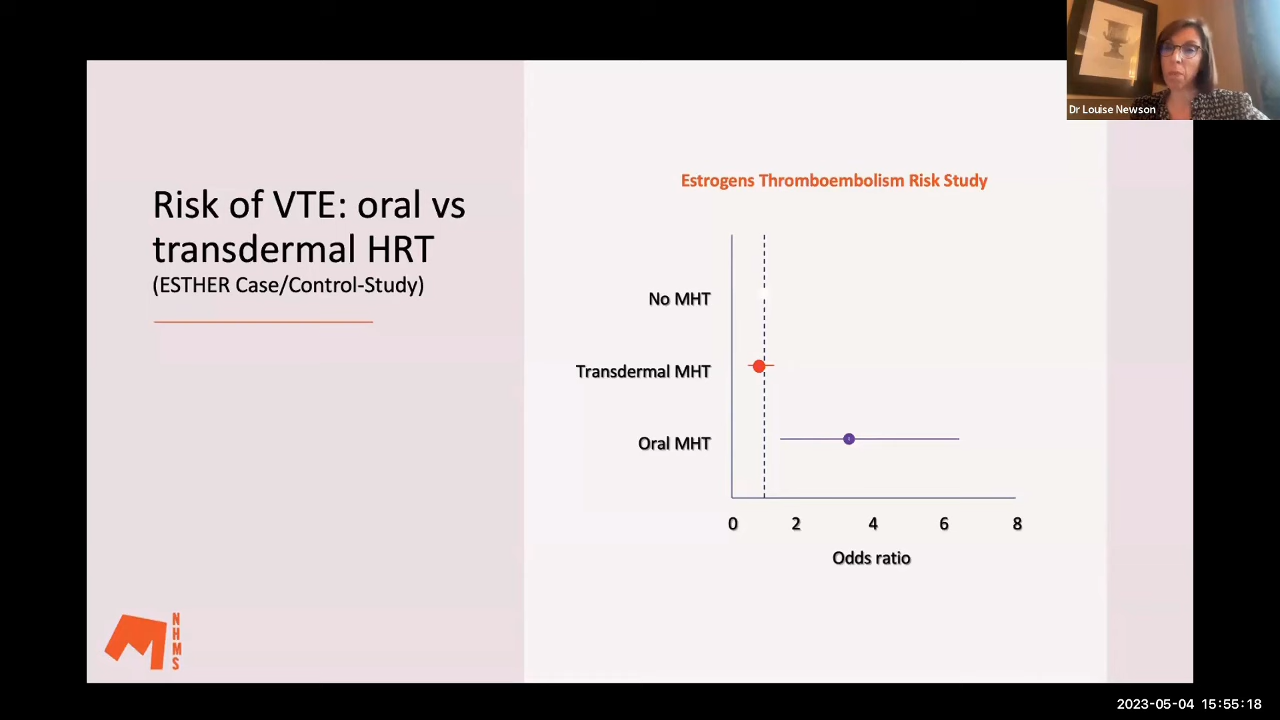 Dr Louise Newson
Risk of VTE: oral vs
transdermal HRT
(ESTHER Case/Control-Study)
Estrogens Thromboembolism Risk Study
No MHT
Transdermal MHT
Oral MHT
0 2 4 6 8
Odds ratio
NHMS
2023-05-04 15:55:18